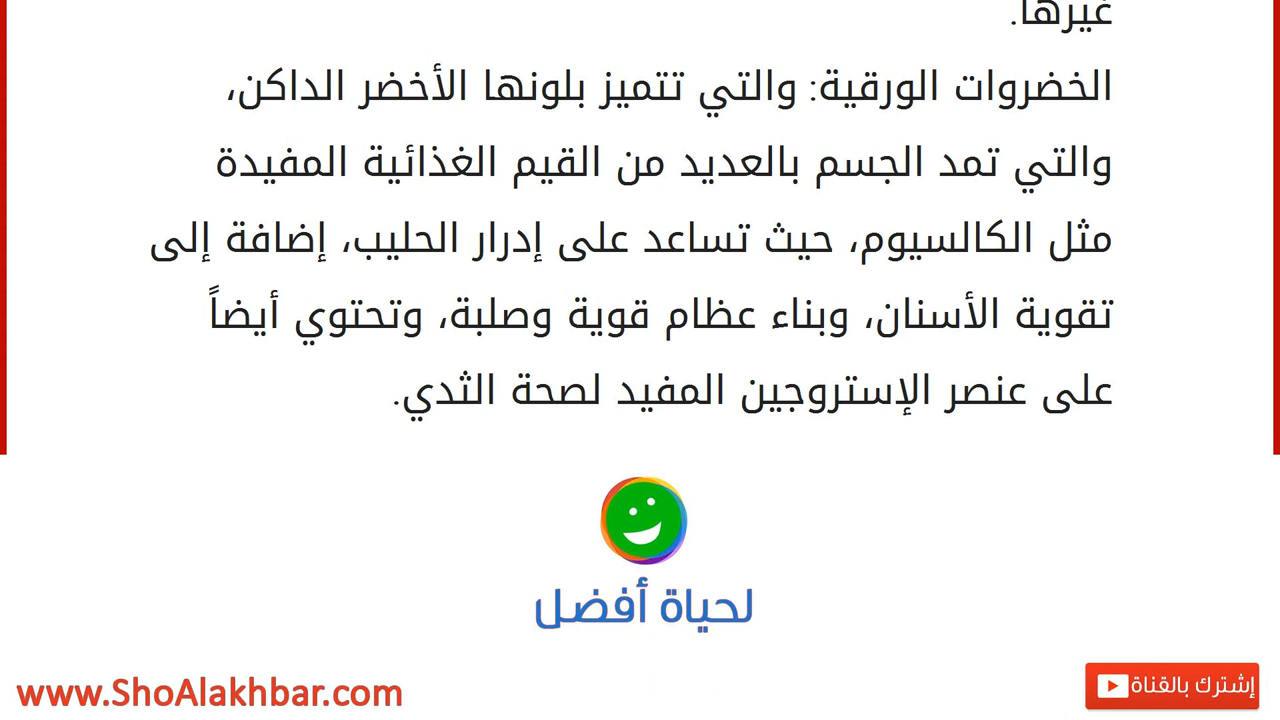 غيرها.
الخضروات الورقية: والتي تتميز بلونها الأخضر الداكن،
والتي تمد الجسم بالعديد من القيم الغذائية المفيدة
مثل الكالسيوم، حيث تساعد على إدرار الحليب، إضافة إلى
تقوية الأسنان، وبناء عظام قوية وصلبة، وتحتوي أيضاً
على عنصر الإستروجين المفيد لصحة الثدي.
لحياة أفضل
www.ShoAlakhbar.com
إشترك بالقناة